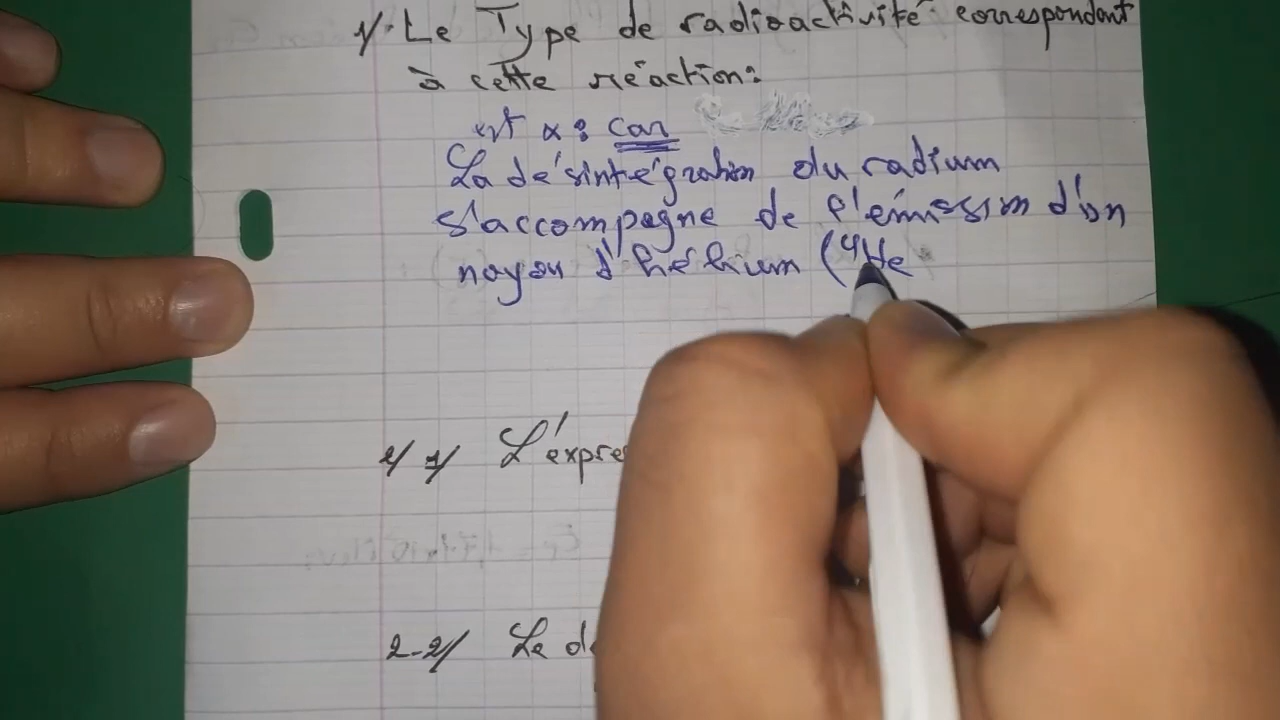 1/. Le Type de radioactivité correspondant
à cette réaction:
est α : car
La désintégration du radium
s'accompagne de l'émission d'un
noyau d'hélium (⁴He
2/ 1/ L'expre
2-2/ Le d